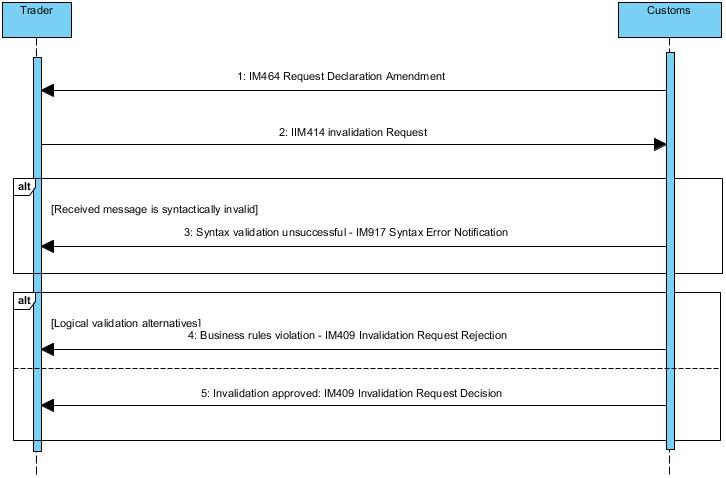 Trader
Customs
1: IM464 Request Declaration Amendment
2: IIM414 invalidation Request
alt
[Received message is syntactically invalid]
3: Syntax validation unsuccessful - IM917 Syntax Error Notification
alt
[Logical validation alternatives]
4: Business rules violation - IM409 Invalidation Request Rejection
5: Invalidation approved: IM409 Invalidation Request Decision